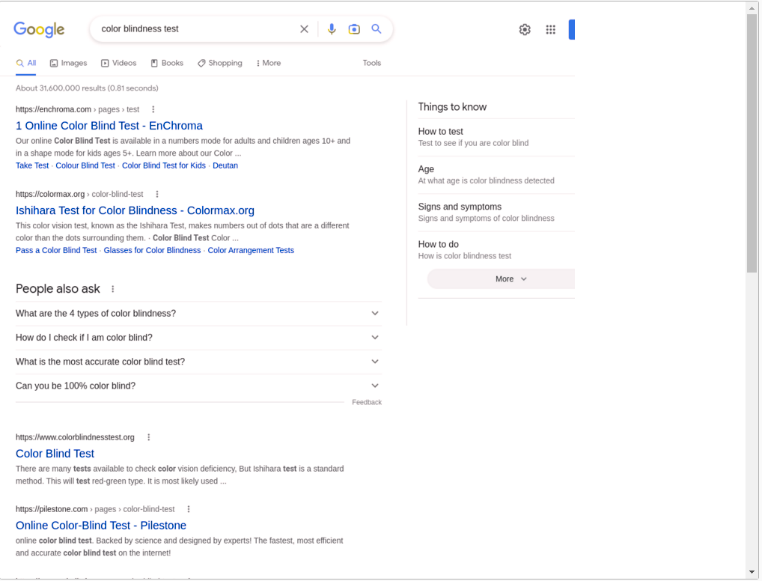 Google
color blindness test
All
Images
Videos
Books
Shopping
More
Tools
About 31,600,000 results (0.81 seconds)
https://enchroma.com › pages › test
1 Online Color Blind Test - EnChroma
Our online Color Blind Test is available in a numbers mode for adults and children ages 10+ and
in a shape mode for kids ages 5+. Learn more about our Color ...
Take Test · Colour Blind Test · Color Blind Test for Kids · Deutan
https://colormax.org › color-blind-test
Ishihara Test for Color Blindness - Colormax.org
This color vision test, known as the Ishihara Test, makes numbers out of dots that are a different
color than the dots surrounding them. · Color Blind Test Color ...
Pass a Color Blind Test · Glasses for Color Blindness · Color Arrangement Tests
People also ask
What are the 4 types of color blindness?
How do I check if I am color blind?
What is the most accurate color blind test?
Can you be 100% color blind?
Feedback
https://www.colorblindnesstest.org
Color Blind Test
There are many tests available to check color vision deficiency, But Ishihara test is a standard
method. This will test red-green type. It is most likely used ...
https://pilestone.com › pages › color-blind-test
Online Color-Blind Test - Pilestone
online color blind test. Backed by science and designed by experts! The fastest, most efficient
and accurate color blind test on the internet!
Things to know
How to test
Test to see if you are color blind
Age
At what age is color blindness detected
Signs and symptoms
Signs and symptoms of color blindness
How to do
How is color blindness test
More